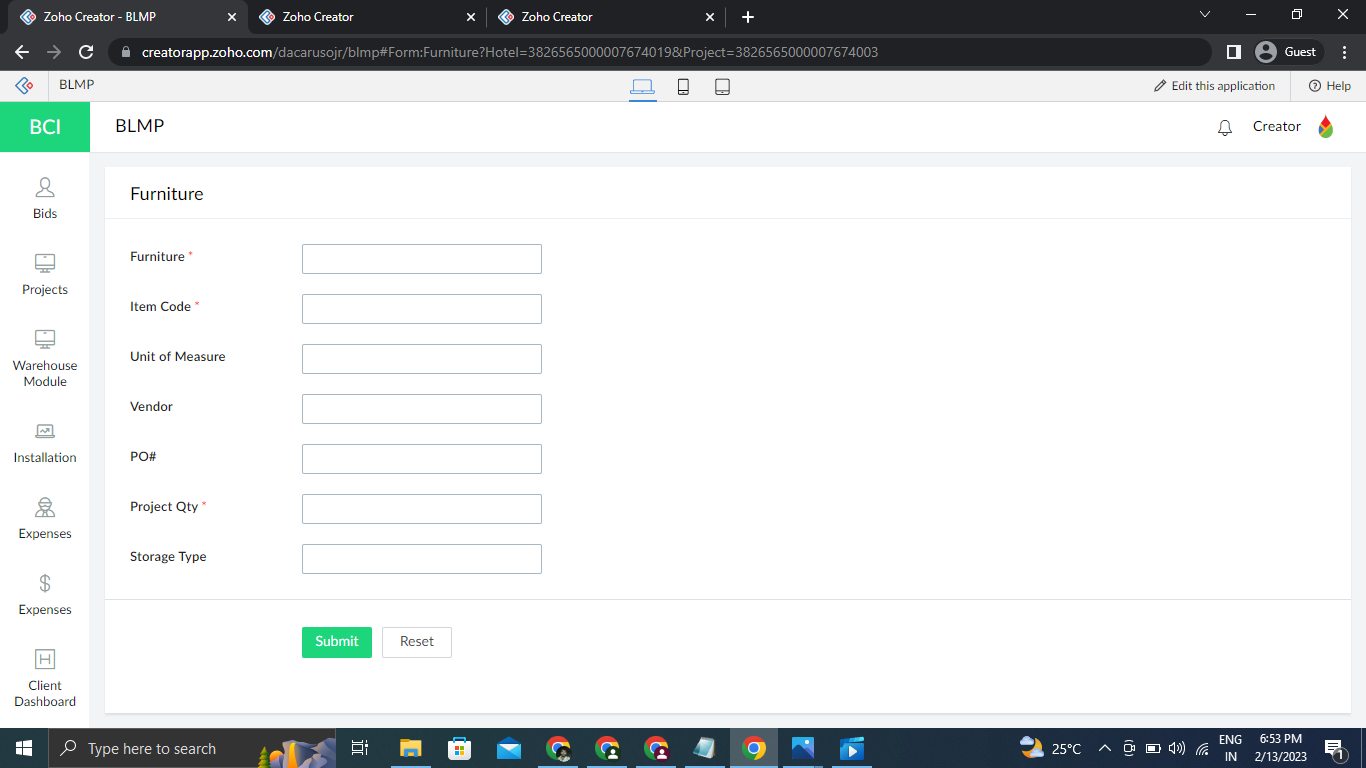 Zoho Creator - BLMP
Zoho Creator
Zoho Creator
creatorapp.zoho.com/dacarusojr/blmp#Form:Furniture?Hotel=3826565000007674019&Project=3826565000007674003
Guest
BLMP
Edit this application
Help
BCI
BLMP
Creator
Bids
Projects
Warehouse
Module
Installation
Expenses
Expenses
Client
Dashboard
Furniture
Furniture *
Item Code *
Unit of Measure
Vendor
PO#
Project Qty *
Storage Type
Submit
Reset
Type here to search
25°C
ENG
IN
6:53 PM
2/13/2023
1